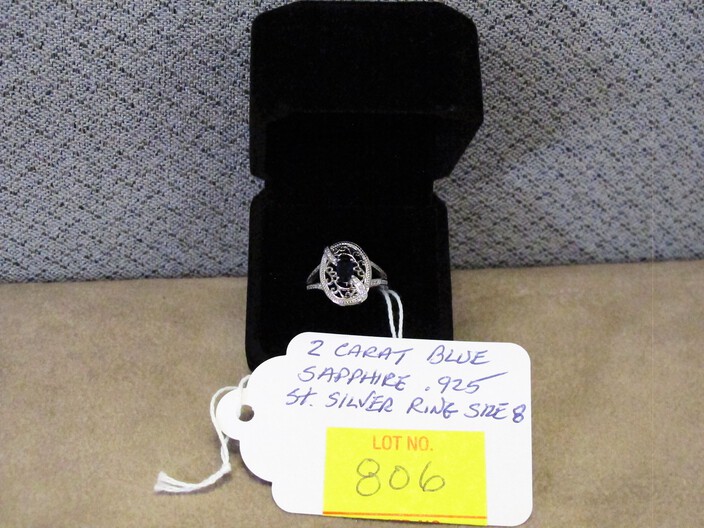 2 CARAT BLUE
SAPPHIRE .925
St. SILVER RING SIZE 8
LOT NO.
806